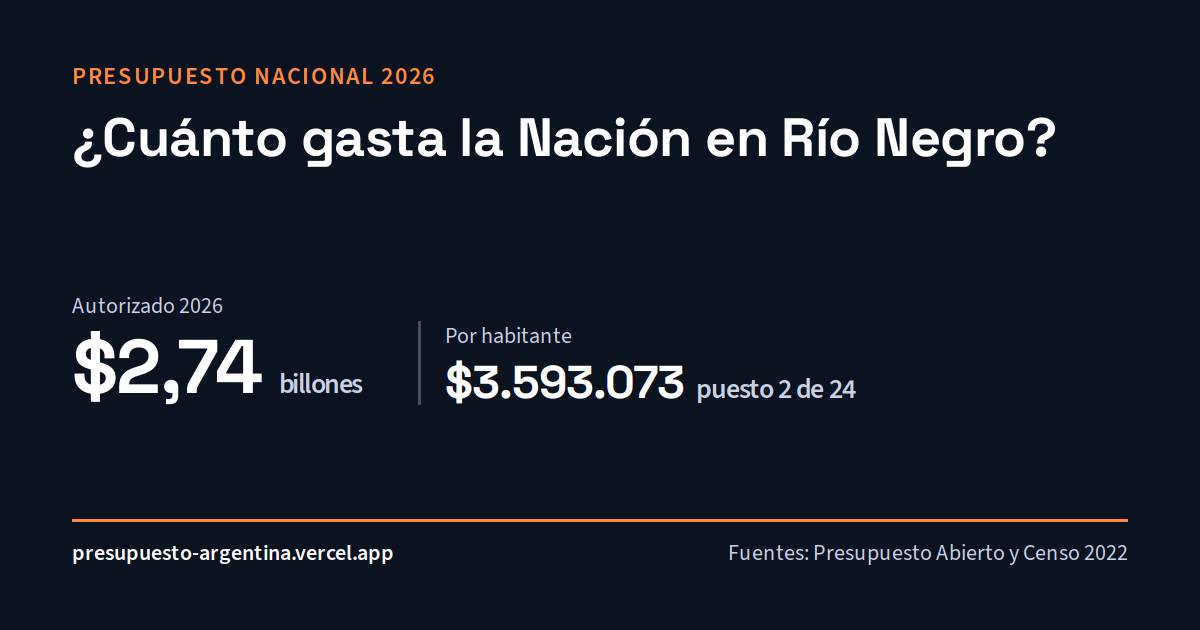 PRESUPUESTO NACIONAL 2026
¿Cuánto gasta la Nación en Río Negro?
Autorizado 2026
$2,74 billones
Por habitante
$3.593.073 puesto 2 de 24
presupuesto-argentina.vercel.app
Fuentes: Presupuesto Abierto y Censo 2022